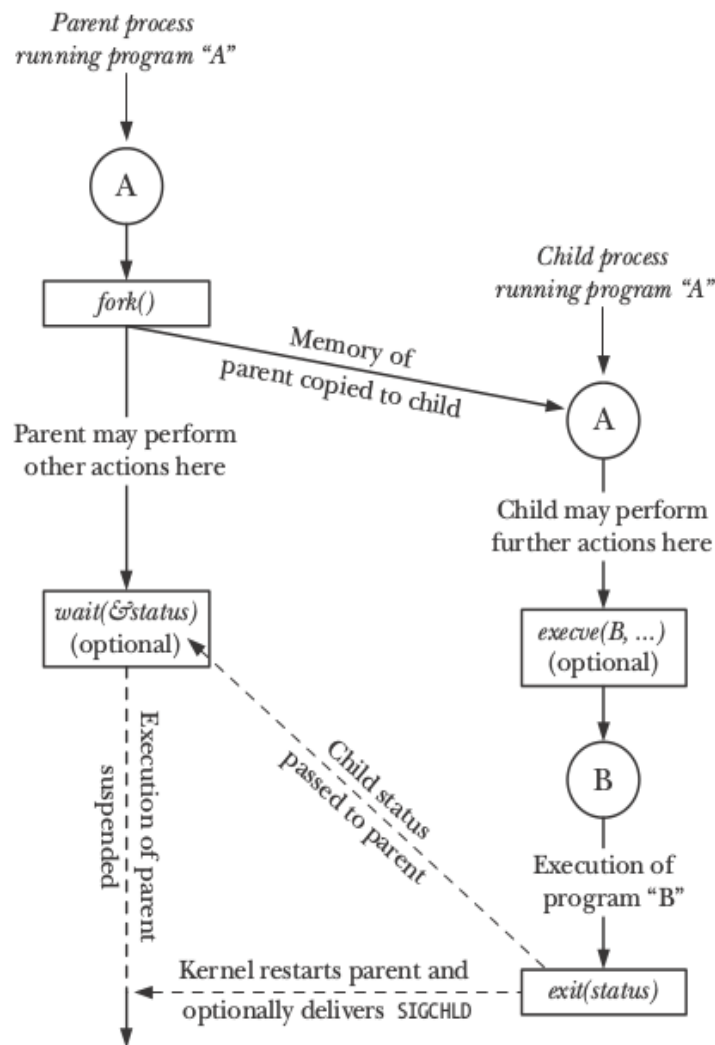 Parent process
running program “A”
A
fork()
Child process
running program “A”
Memory of
parent copied to child
A
Parent may perform
other actions here
Child may perform
further actions here
wait(&status)
(optional)
execve(B, ...)
(optional)
Execution of parent
suspended
Child status
passed to parent
B
Execution of
program “B”
Kernel restarts parent and
optionally delivers SIGCHLD
exit(status)